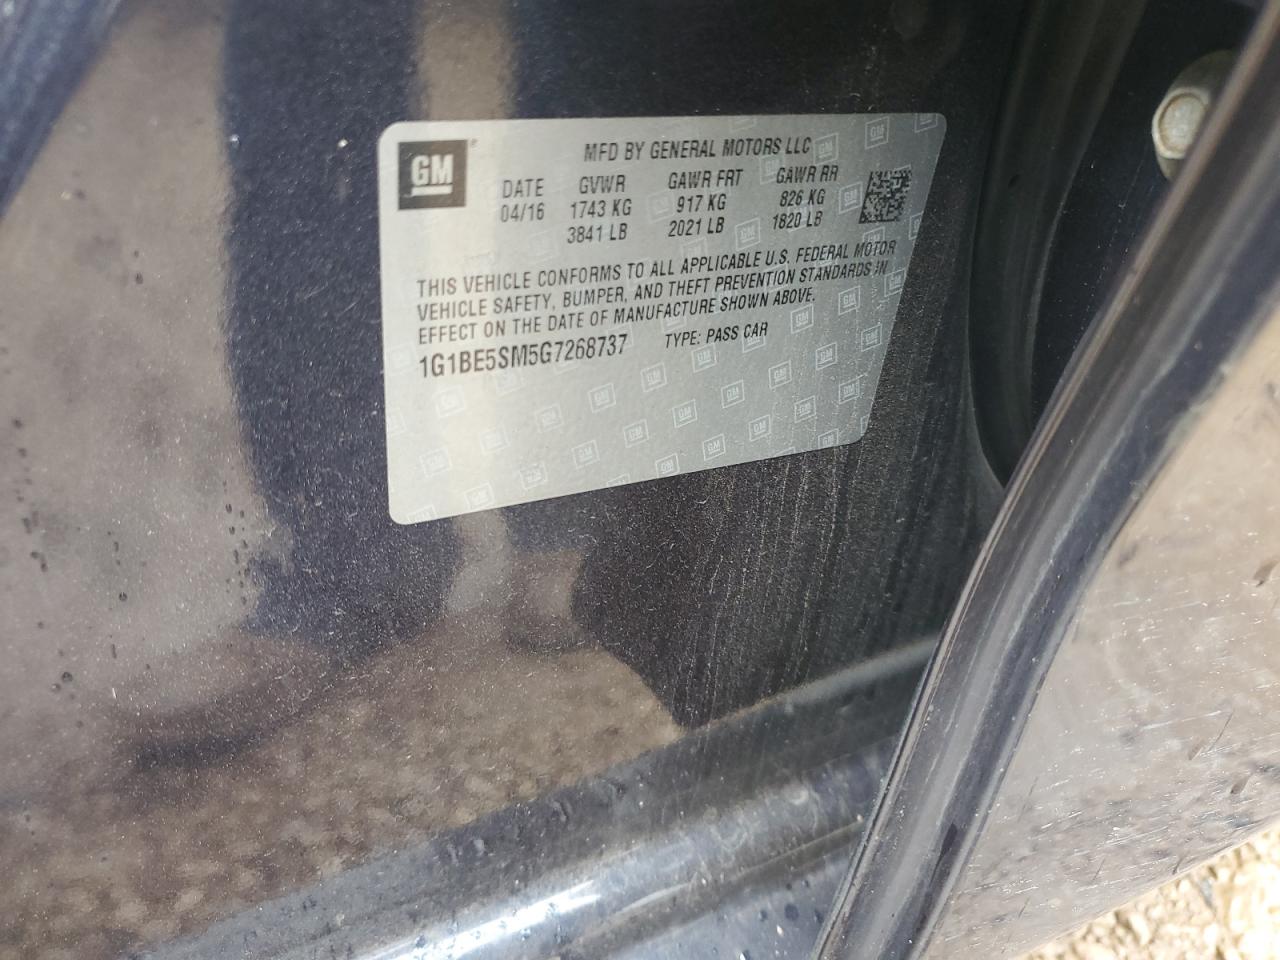 GM
MFD BY GENERAL MOTORS LLC
DATE GVWR GAWR FRT GAWR RR
04/16 1743 KG 917 KG 826 KG
3841 LB 2021 LB 1820 LB
THIS VEHICLE CONFORMS TO ALL APPLICABLE U.S. FEDERAL MOTOR
VEHICLE SAFETY, BUMPER, AND THEFT PREVENTION STANDARDS IN
EFFECT ON THE DATE OF MANUFACTURE SHOWN ABOVE.
1G1BE5SM5G7268737 TYPE: PASS CAR